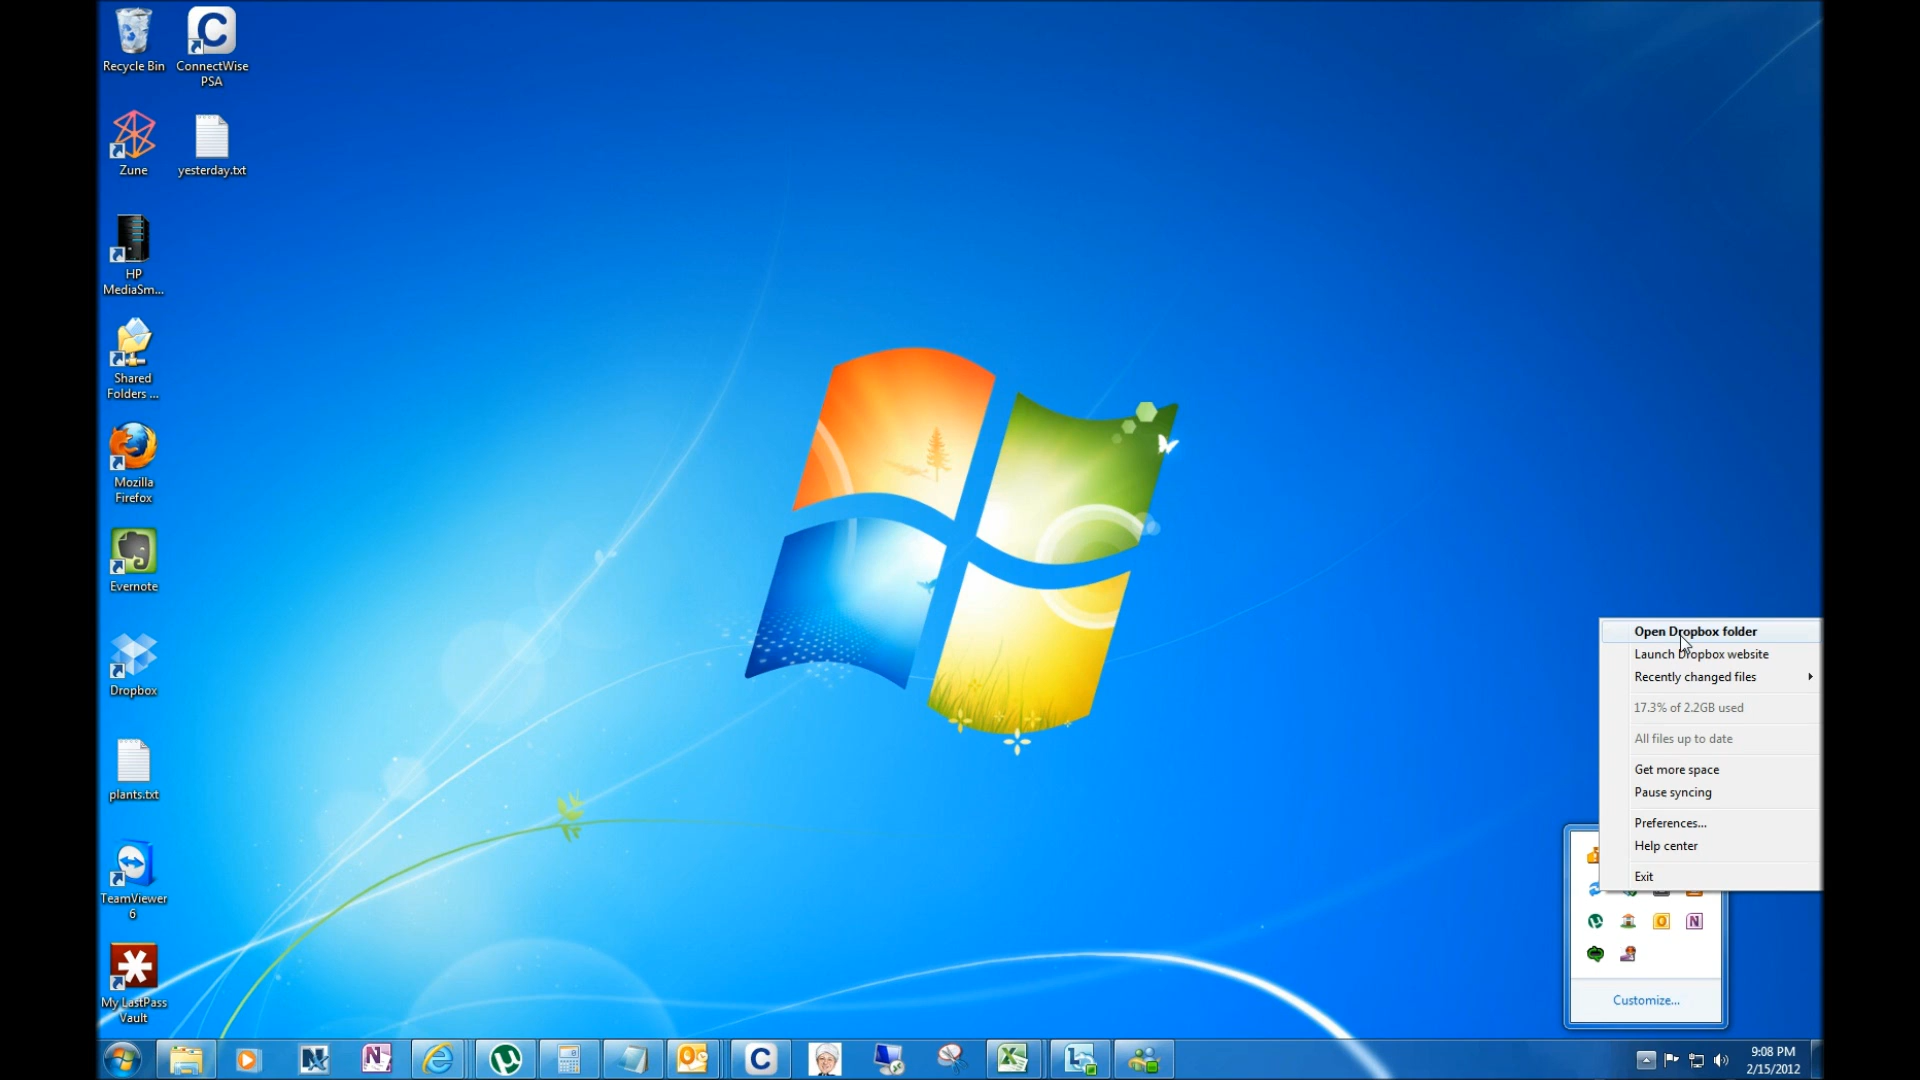 Recycle Bin
ConnectWise
PSA
Zune
yesterday.txt
HP
MediaSm...
Shared
Folders ...
Mozilla
Firefox
Evernote
Dropbox
plants.txt
TeamViewer
6
My LastPass
Vault
Open Dropbox folder
Launch Dropbox website
Recently changed files
17.3% of 2.2GB used
All files up to date
Get more space
Pause syncing
Preferences...
Help center
Exit
Customize...
9:08 PM
2/15/2012